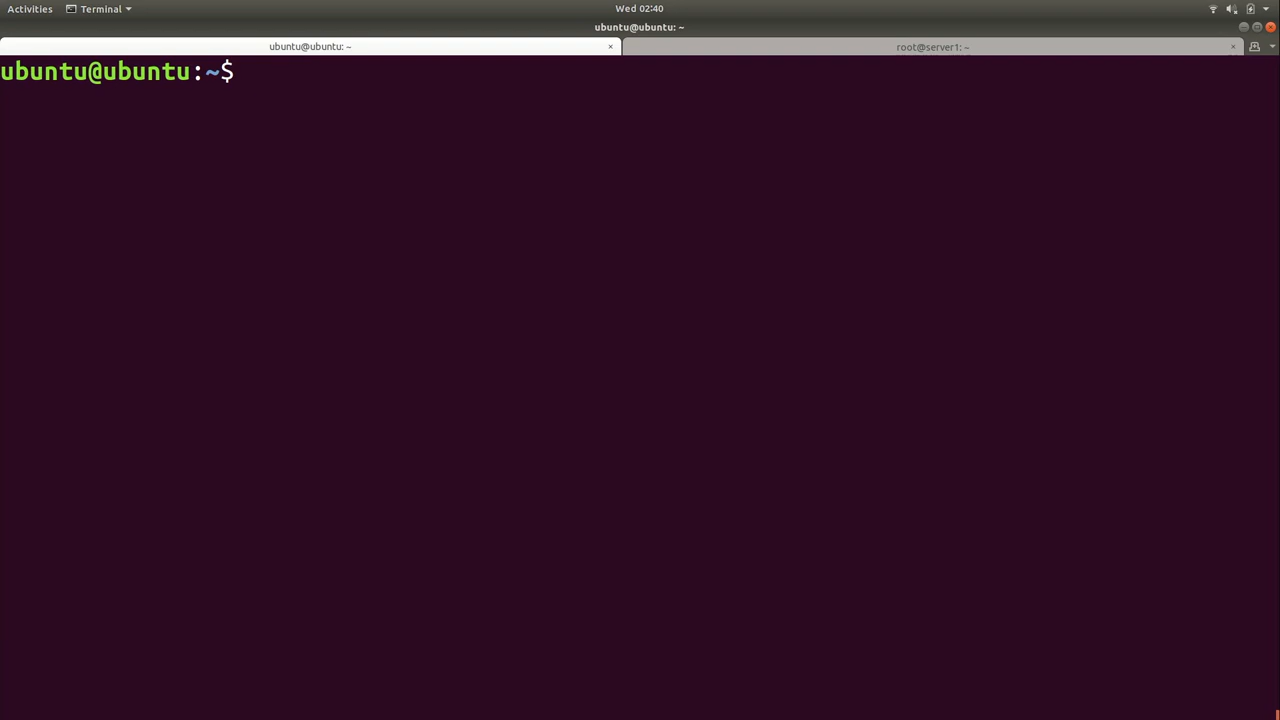 Activities Terminal Wed 02:40
ubuntu@ubuntu: ~
ubuntu@ubuntu: ~ × root@server1: ~ ×
ubuntu@ubuntu:~$